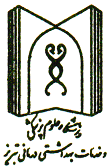 دانشگاه علوم پزشکی
و خدمات بهداشتی درمانی تبریز